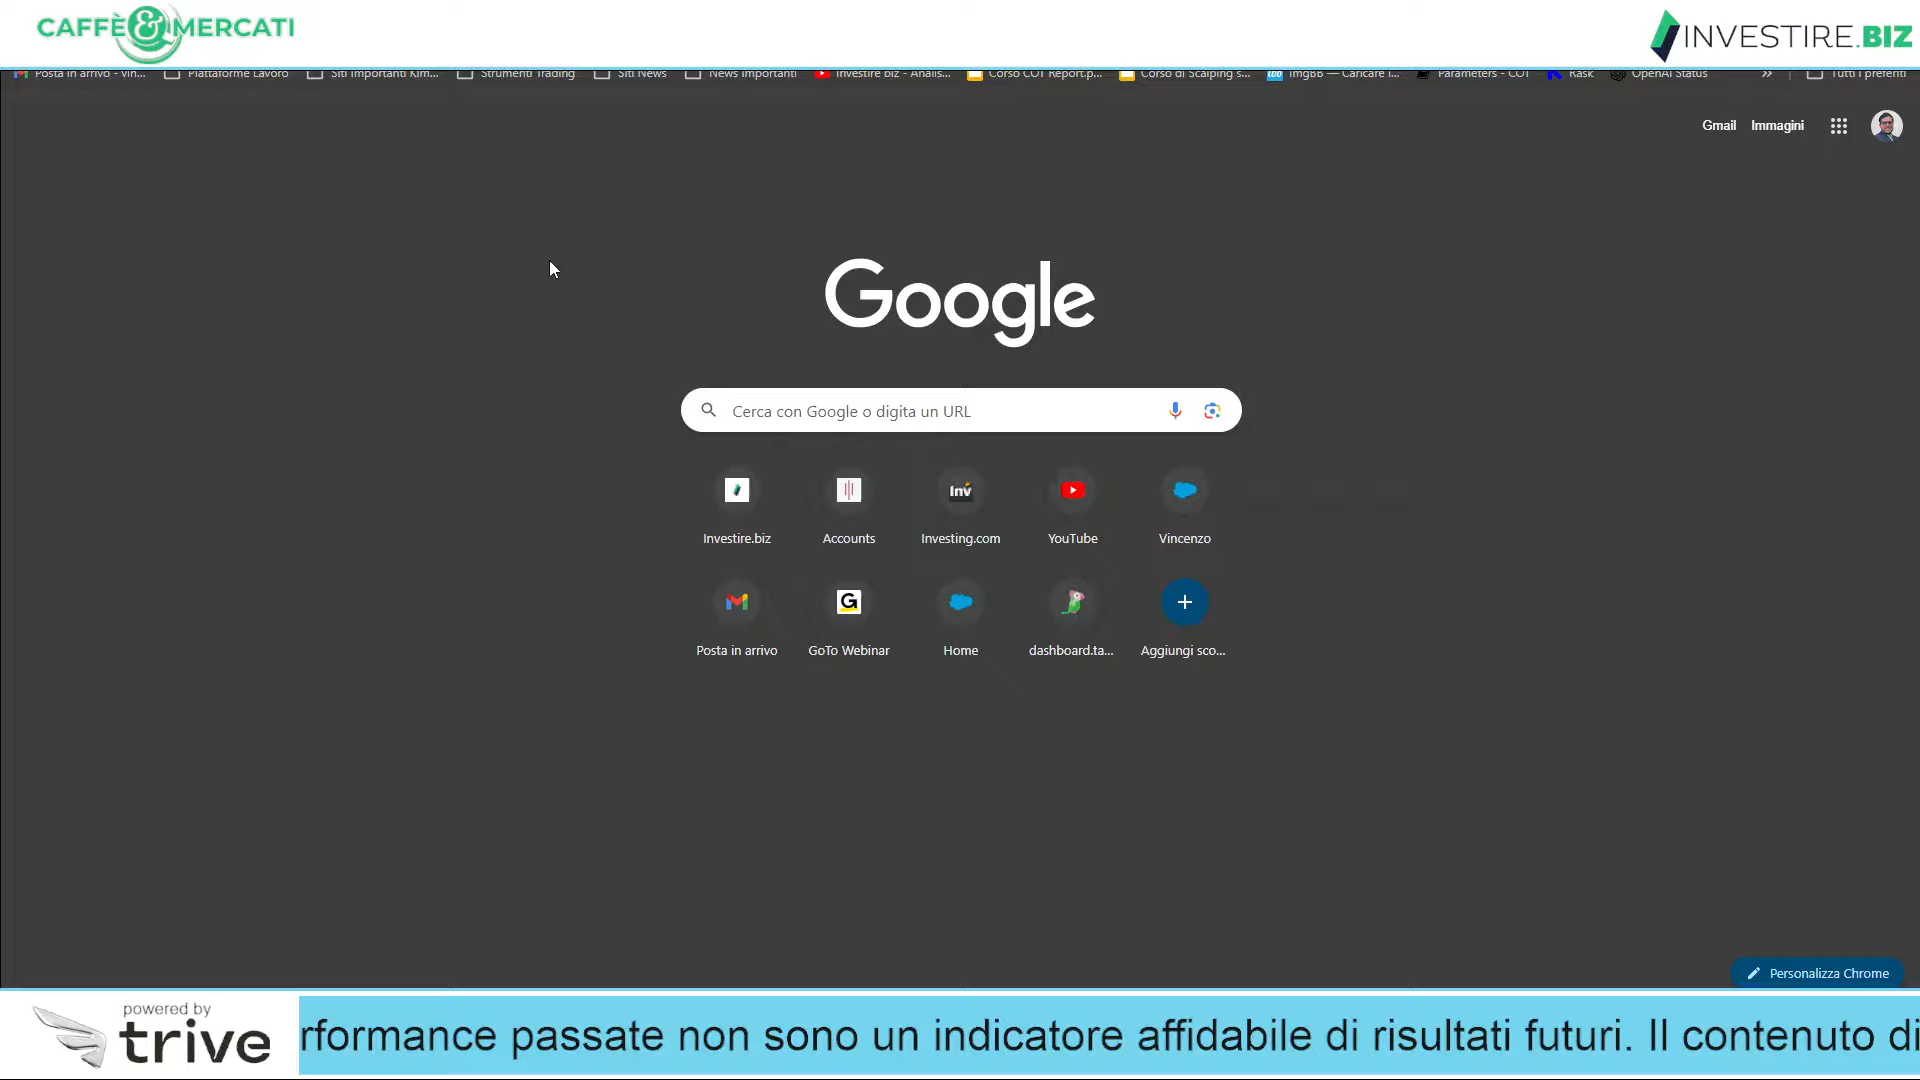 CAFFÈ&MERCATI
INVESTIRE.BIZ
Posta in arrivo - vin... Piattaforme Lavoro Siti Importanti Kim... Strumenti Trading Siti News News Importanti Investire biz - Analis... Corso COT Report.p... Corso di Scalping s... ImgBB — Caricare i... Parameters - COT Rask OpenAI Status » Tutti i preferiti
Gmail Immagini
Google
Cerca con Google o digita un URL
Inv
Investire.biz Accounts Investing.com YouTube Vincenzo
G
Posta in arrivo GoTo Webinar Home dashboard.ta... Aggiungi sco...
Personalizza Chrome
powered by
trive
rformance passate non sono un indicatore affidabile di risultati futuri. Il contenuto di